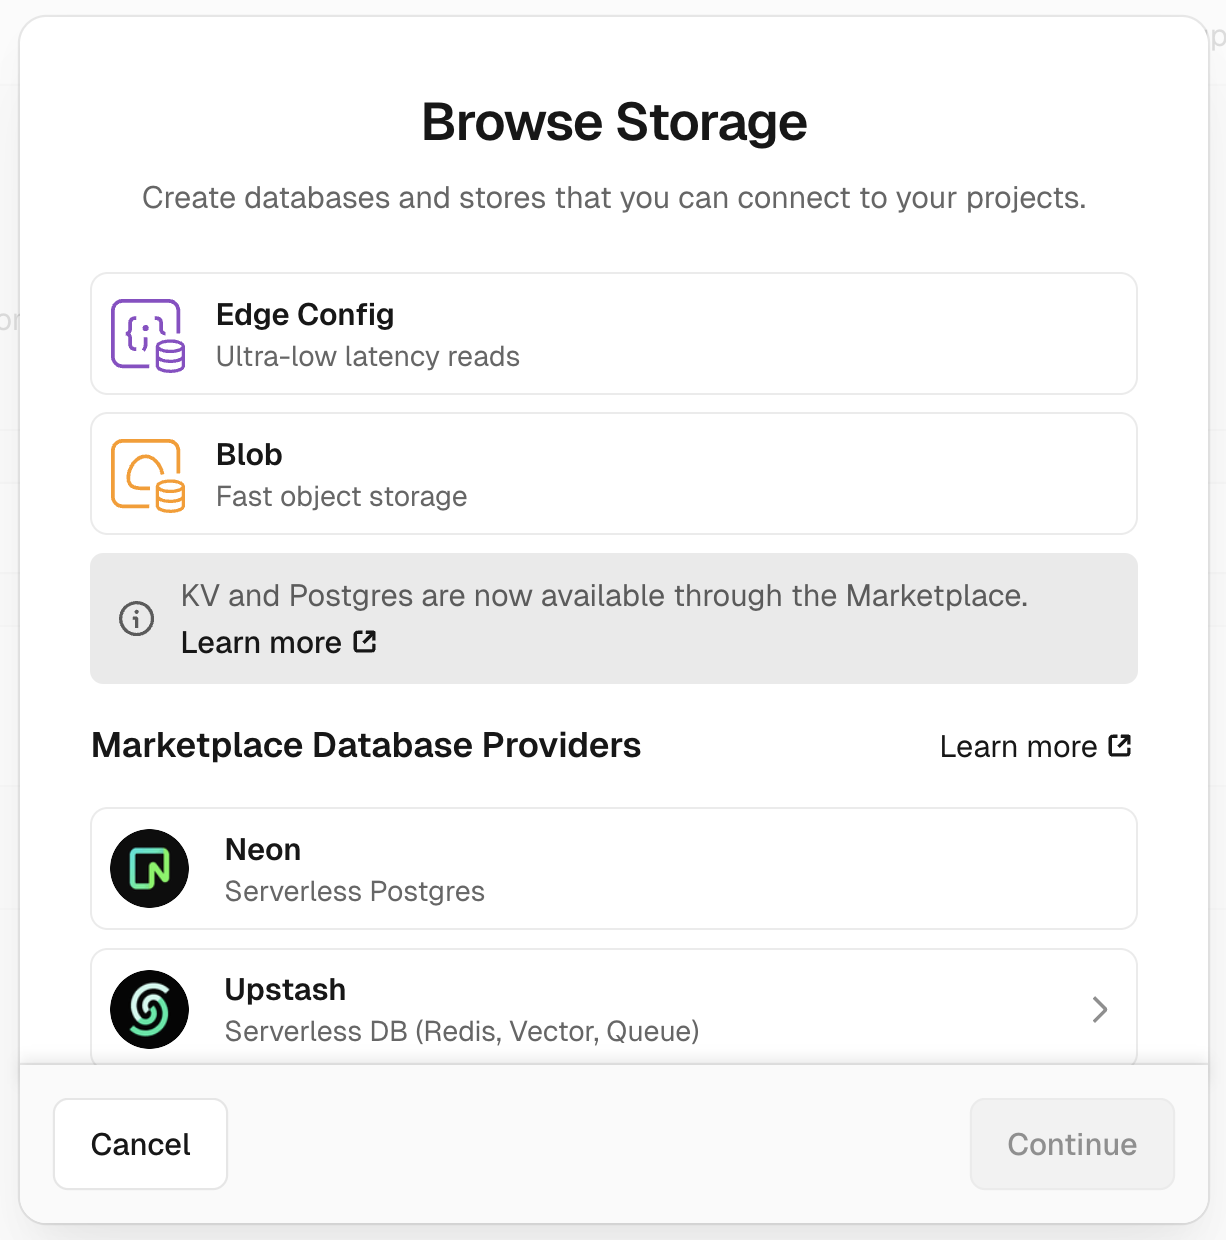 Browse Storage
Create databases and stores that you can connect to your projects.
Edge Config
Ultra-low latency reads
Blob
Fast object storage
KV and Postgres are now available through the Marketplace.
Learn more
Marketplace Database Providers
Learn more
Neon
Serverless Postgres
Upstash
Serverless DB (Redis, Vector, Queue)
Cancel
Continue